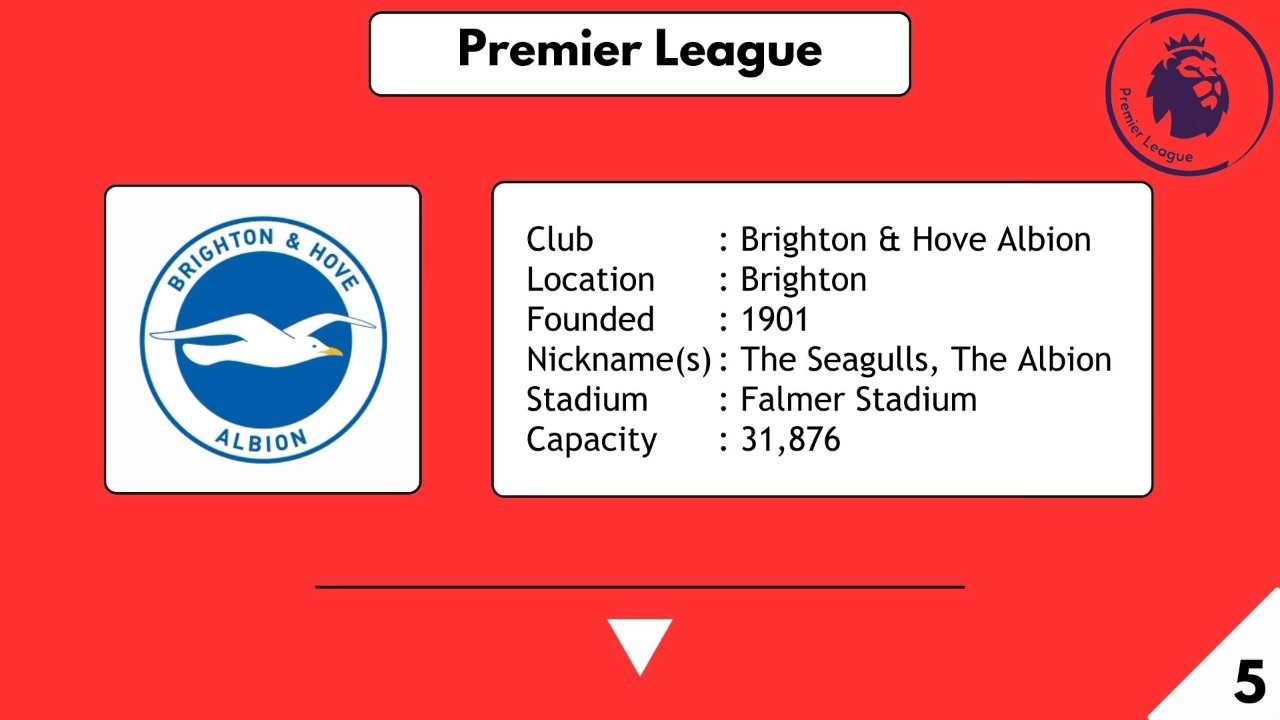 Premier League
Premier League
BRIGHTON & HOVE
ALBION
Club : Brighton & Hove Albion
Location : Brighton
Founded : 1901
Nickname(s) : The Seagulls, The Albion
Stadium : Falmer Stadium
Capacity : 31,876
5